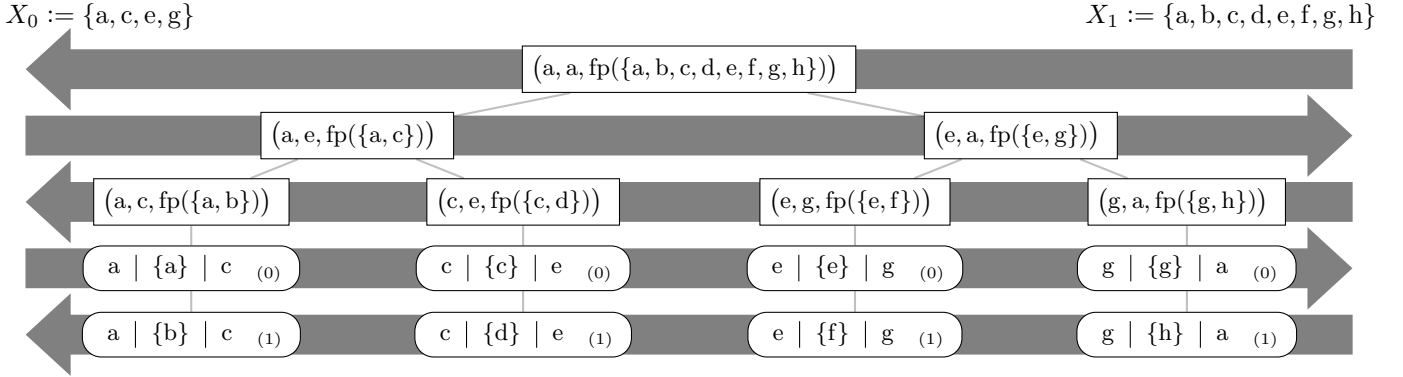 X₀ := {a, c, e, g} X₁ := {a, b, c, d, e, f, g, h}
(a, a, fp({a, b, c, d, e, f, g, h}))
(a, e, fp({a, c})) (e, a, fp({e, g}))
(a, c, fp({a, b})) (c, e, fp({c, d})) (e, g, fp({e, f})) (g, a, fp({g, h}))
a | {a} | c (0) c | {c} | e (0) e | {e} | g (0) g | {g} | a (0)
a | {b} | c (1) c | {d} | e (1) e | {f} | g (1) g | {h} | a (1)